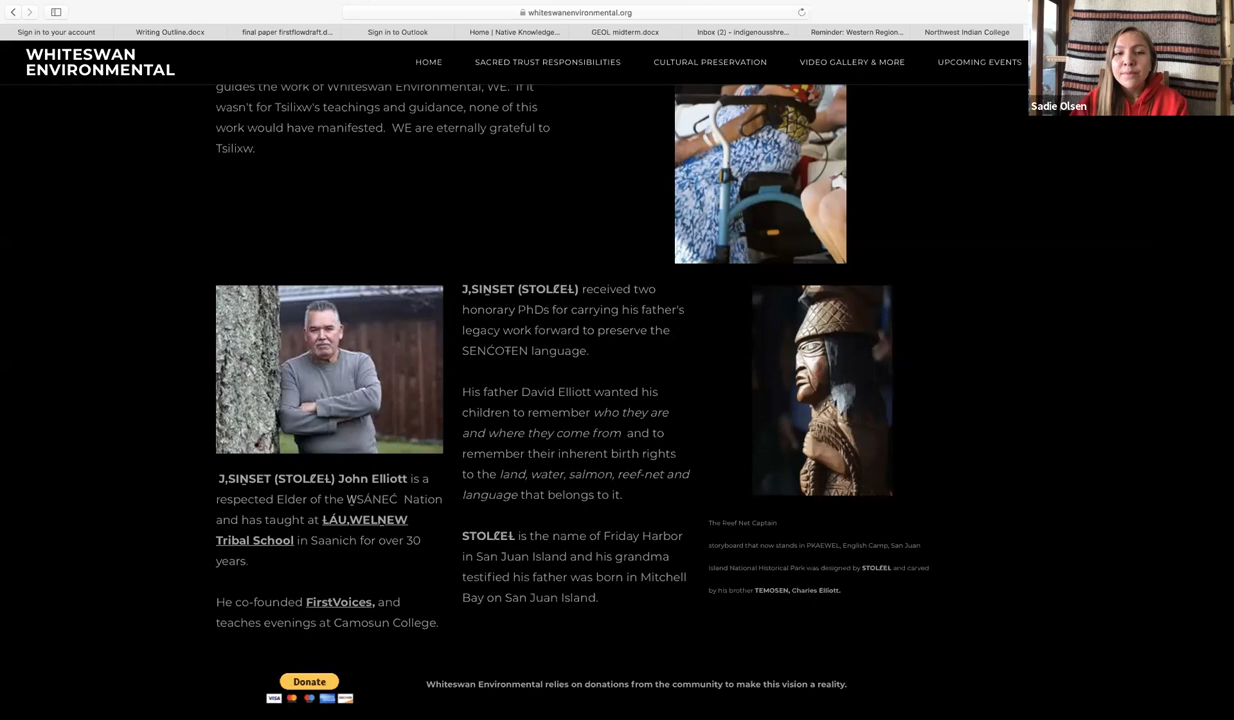 whiteswanenvironmental.org
Sign in to your account
Writing Outline.docx
final paper firstflowdraft.d...
Sign in to Outlook
Home | Native Knowledge...
GEOL midterm.docx
Inbox (2) - indigenousshre...
Reminder: Western Region...
Northwest Indian College
WHITESWAN
ENVIRONMENTAL
HOME
SACRED TRUST RESPONSIBILITIES
CULTURAL PRESERVATION
VIDEO GALLERY & MORE
UPCOMING EVENTS
Sadie Olsen
guides the work of Whiteswan Environmental, WE. If it
wasn't for Tsilixw's teachings and guidance, none of this
work would have manifested. WE are eternally grateful to
Tsilixw.
J,SIṈSET (STOLȻEȽ) John Elliott is a
respected Elder of the W̱SÁNEĆ Nation
and has taught at ȽÁU,WELṈEW
Tribal School in Saanich for over 30
years.
He co-founded FirstVoices, and
teaches evenings at Camosun College.
J,SIṈSET (STOLȻEȽ) received two
honorary PhDs for carrying his father's
legacy work forward to preserve the
SENĆOŦEN language.
His father David Elliott wanted his
children to remember who they are
and where they come from and to
remember their inherent birth rights
to the land, water, salmon, reef-net and
language that belongs to it.
STOLȻEȽ is the name of Friday Harbor
in San Juan Island and his grandma
testified his father was born in Mitchell
Bay on San Juan Island.
The Reef Net Captain
storyboard that now stands in PKAEWEL, English Camp, San Juan
Island National Historical Park was designed by STOLȻEȽ and carved
by his brother TEMOSEN, Charles Elliott.
Donate
VISA
Whiteswan Environmental relies on donations from the community to make this vision a reality.